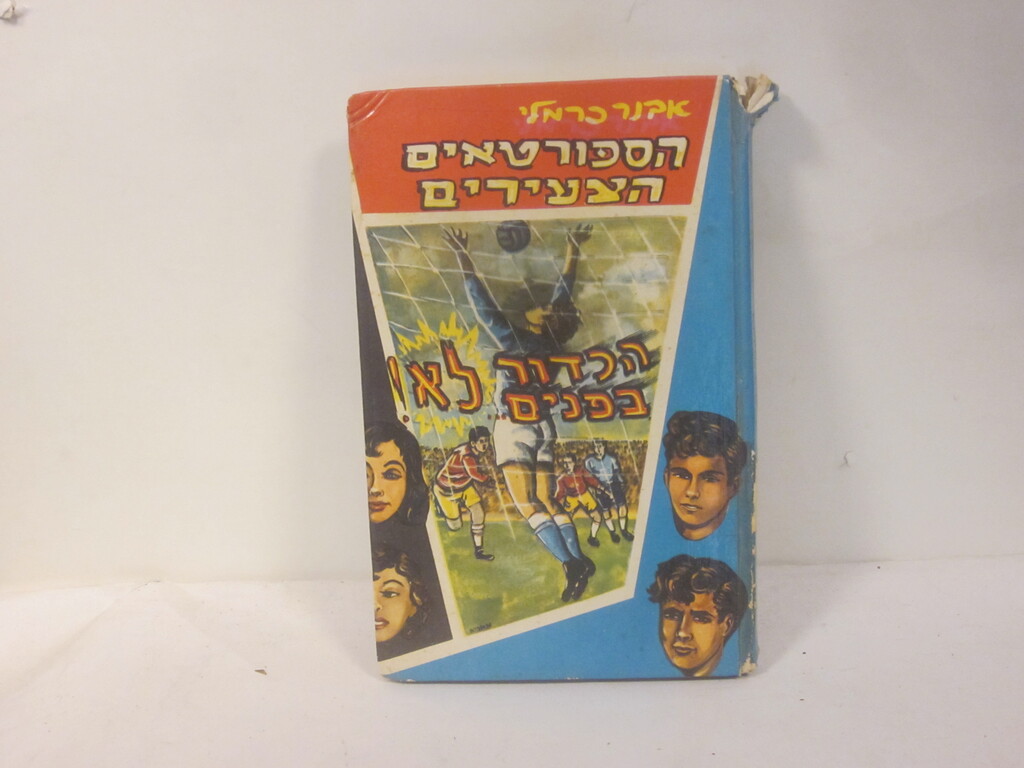 אבנר כרמלי
הספורטאים
הצעירים
הכדור
בפנים... לא!